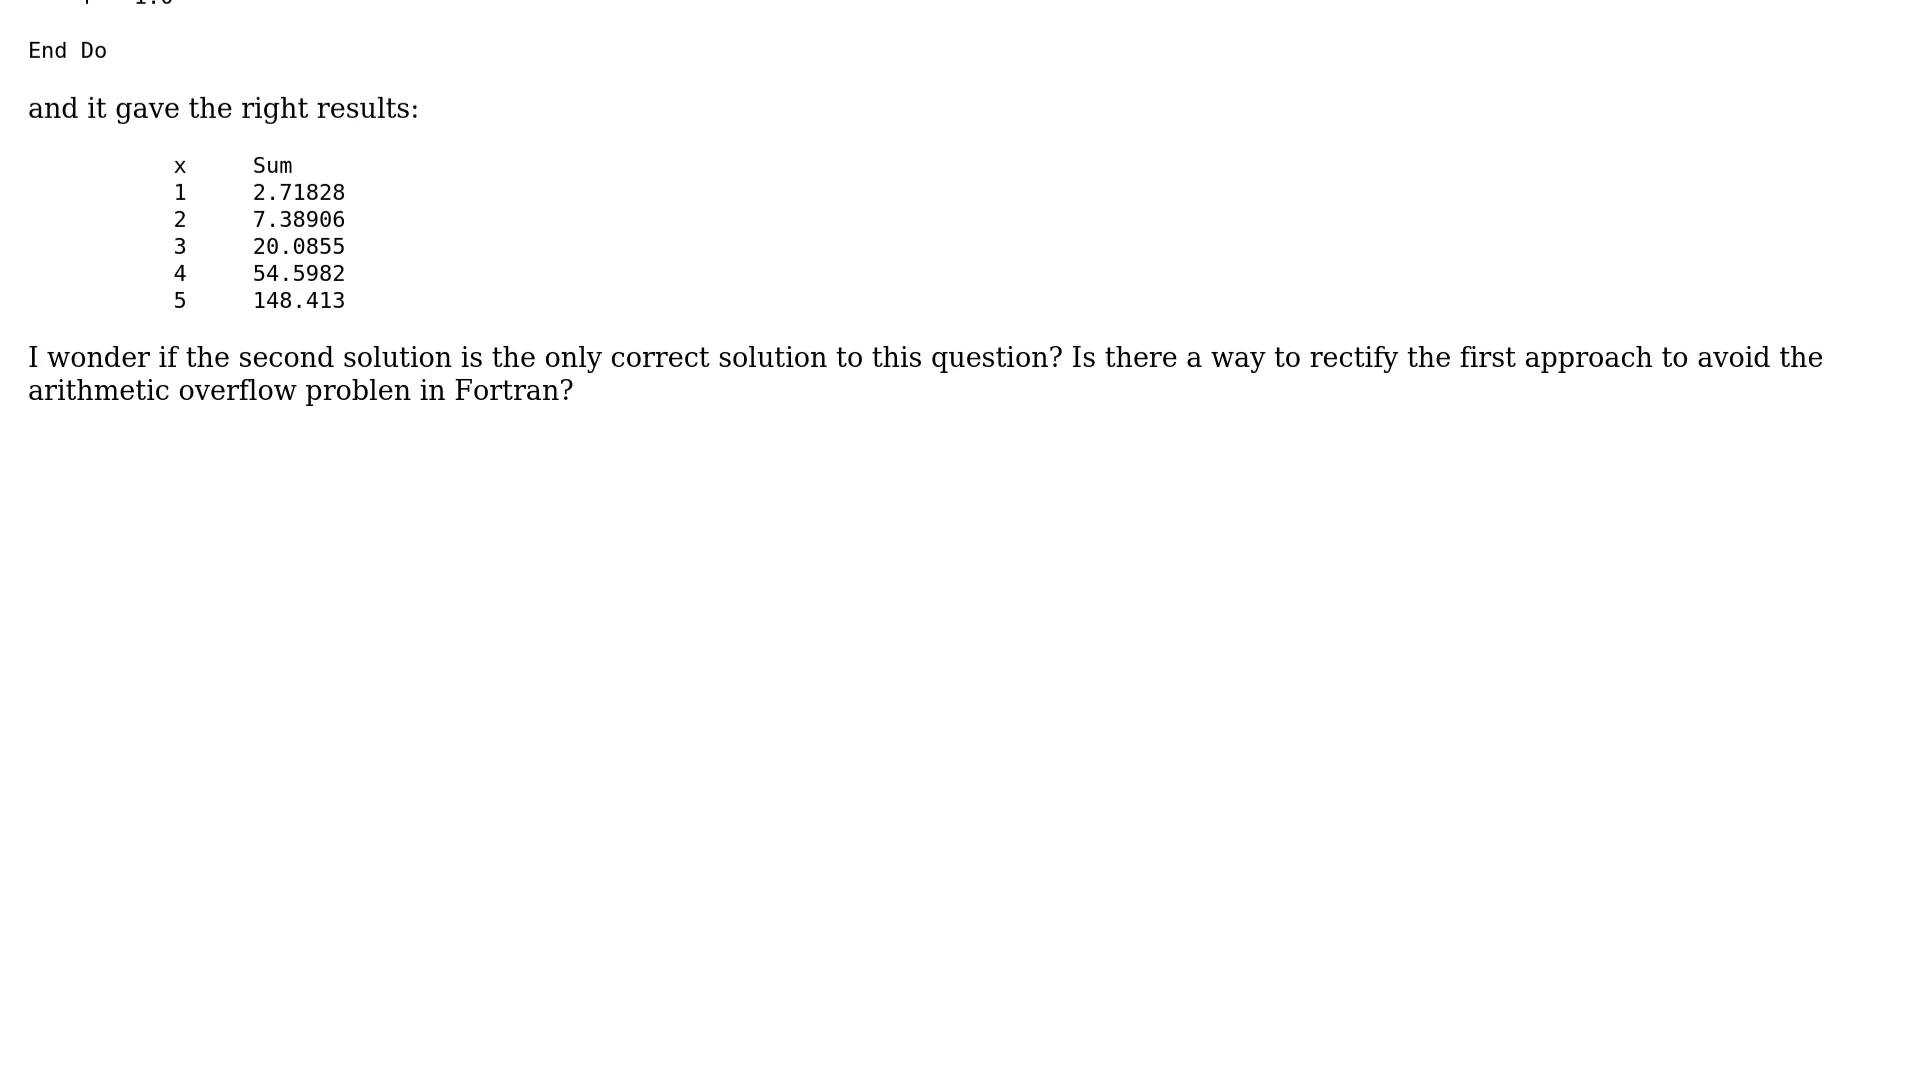 End Do
and it gave the right results:
x Sum
1 2.71828
2 7.38906
3 20.0855
4 54.5982
5 148.413
I wonder if the second solution is the only correct solution to this question? Is there a way to rectify the first approach to avoid the
arithmetic overflow problen in Fortran?